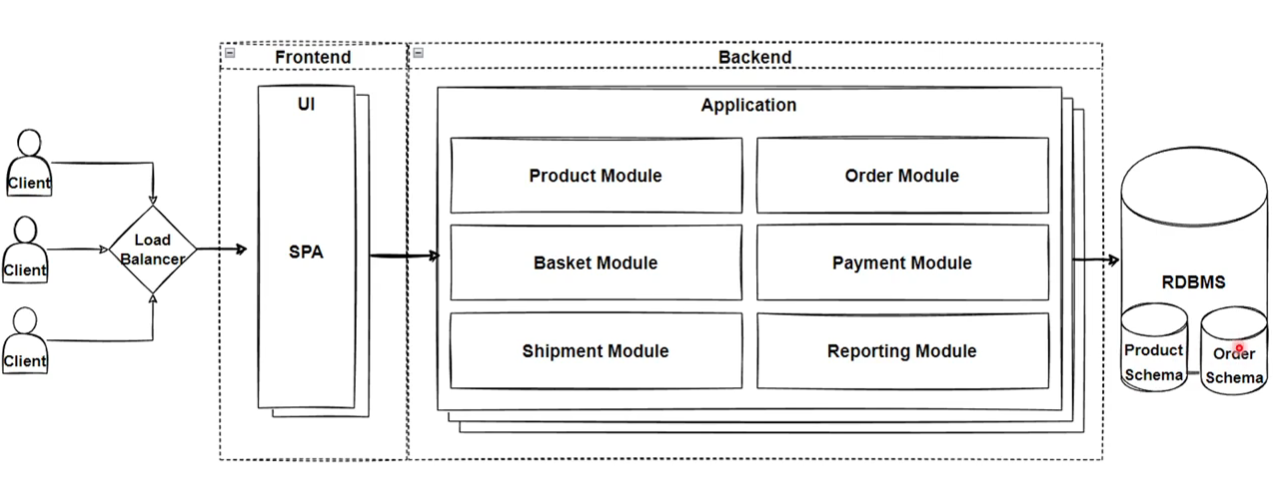 Frontend
Backend
UI
Application
Product Module
Order Module
Client
Load
Balancer
SPA
Basket Module
Payment Module
Client
RDBMS
Shipment Module
Reporting Module
Client
Product
Schema
Order
Schema